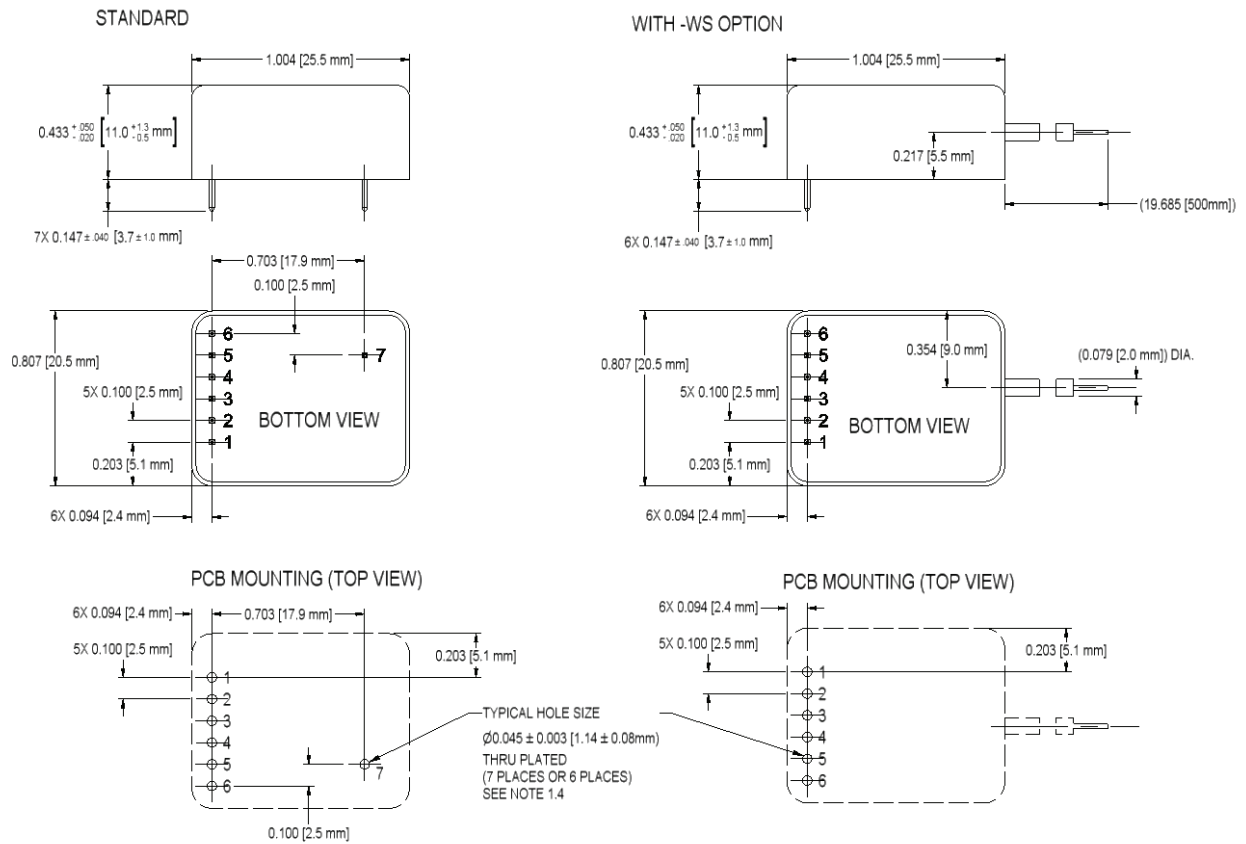 STANDARD
1.004 [25.5 mm]
0.433 +.050 -.020 [11.0 +1.3 -0.5 mm]
7X 0.147 ± .040 [3.7 ± 1.0 mm]
0.703 [17.9 mm]
0.100 [2.5 mm]
0.807 [20.5 mm]
6
5
7
4
5X 0.100 [2.5 mm]
3
2
BOTTOM VIEW
1
0.203 [5.1 mm]
6X 0.094 [2.4 mm]
PCB MOUNTING (TOP VIEW)
6X 0.094 [2.4 mm]
0.703 [17.9 mm]
5X 0.100 [2.5 mm]
0.203 [5.1 mm]
1
2
3
4
5
7
6
0.100 [2.5 mm]
TYPICAL HOLE SIZE
Ø0.045 ± 0.003 [1.14 ± 0.08mm)
THRU PLATED
(7 PLACES OR 6 PLACES)
SEE NOTE 1.4
WITH -WS OPTION
1.004 [25.5 mm]
0.433 +.050 -.020 [11.0 +1.3 -0.5 mm]
0.217 [5.5 mm]
(19.685 [500mm])
6X 0.147 ± .040 [3.7 ± 1.0 mm]
0.807 [20.5 mm]
6
5
0.354 [9.0 mm]
(0.079 [2.0 mm]) DIA.
4
5X 0.100 [2.5 mm]
3
2
BOTTOM VIEW
1
0.203 [5.1 mm]
6X 0.094 [2.4 mm]
PCB MOUNTING (TOP VIEW)
6X 0.094 [2.4 mm]
5X 0.100 [2.5 mm]
0.203 [5.1 mm]
1
2
3
4
5
6